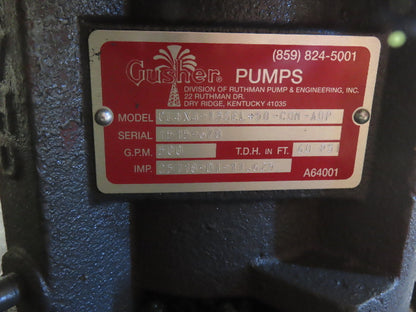 (859) 824-5001
Gusher PUMPS
DIVISION OF RUTHMAN PUMP & ENGINEERING, INC.
22 RUTHMAN DR.
DRY RIDGE, KENTUCKY 41035
MODEL
SERIAL
G.P.M. 500 T.D.H. IN FT.
IMP.
A64001